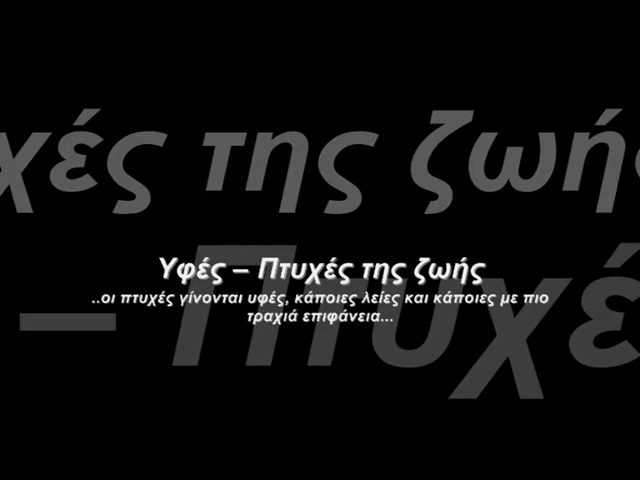 χές της ζωής
Υφές – Πτυχές της ζωής
..οι πτυχές γίνονται υφές, κάποιες λείες και κάποιες με πιο
τραχιά επιφάνεια...
– Πτυχέ